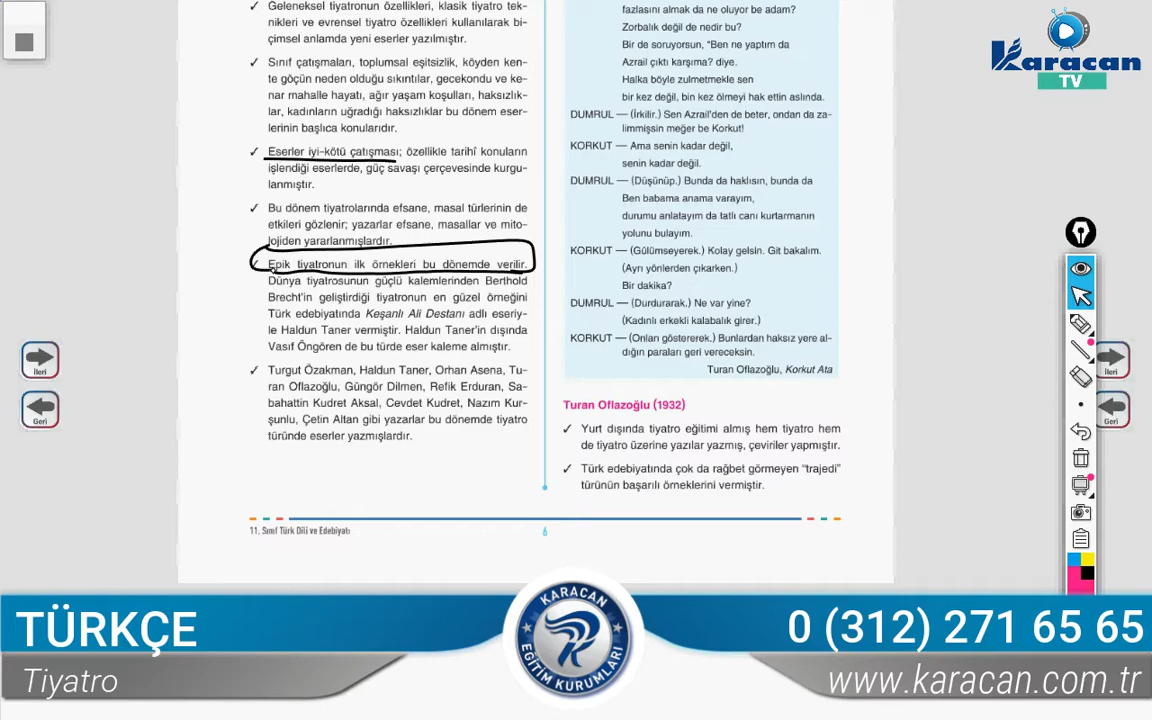 Geleneksel tiyatronun özellikleri, klasik tiyatro tek-
nikleri ve evrensel tiyatro özellikleri kullanılarak bi-
çimsel anlamda yeni eserler yazılmıştır.
✓ Sınıf çatışmaları, toplumsal eşitsizlik, köyden ken-
te göçün neden olduğu sıkıntılar, gecekondu ve ke-
nar mahalle hayatı, ağır yaşam koşulları, haksızlık-
lar, kadınların uğradığı haksızlıklar bu dönem eser-
lerinin başlıca konularıdır.
✓ Eserler iyi-kötü çatışması; özellikle tarihî konuların
işlendiği eserlerde, güç savaşı çerçevesinde kurgu-
lanmıştır.
✓ Bu dönem tiyatrolarında efsane, masal türlerinin de
etkileri gözlenir; yazarlar efsane, masallar ve mito-
lojiden yararlanmışlardır.
✓ Epik tiyatronun ilk örnekleri bu dönemde verilir.
Dünya tiyatrosunun güçlü kalemlerinden Berthold
Brecht'in geliştirdiği tiyatronun en güzel örneğini
Türk edebiyatında Keşanlı Ali Destanı adlı eseriy-
le Haldun Taner vermiştir. Haldun Taner'in dışında
Vasıf Öngören de bu türde eser kaleme almıştır.
✓ Turgut Özakman, Haldun Taner, Orhan Asena, Tu-
ran Oflazoğlu, Güngör Dilmen, Refik Erduran, Sa-
bahattin Kudret Aksal, Cevdet Kudret, Nazım Kur-
şunlu, Çetin Altan gibi yazarlar bu dönemde tiyatro
türünde eserler yazmışlardır.
fazlasını almak da ne oluyor be adam?
Zorbalık değil de nedir bu?
Bir de soruyorsun, "Ben ne yaptım da
Azrail çıktı karşıma? diye.
Halka böyle zulmetmekle sen
bir kez değil, bin kez ölmeyi hak ettin aslında.
DUMRUL — (İrkilir.) Sen Azrail'den de beter, ondan da za-
limmişsin meğer be Korkut!
KORKUT — Ama senin kadar değil,
senin kadar değil.
DUMRUL — (Düşünüp.) Bunda da haklısın, bunda da
Ben babama anama varayım,
durumu anlatayım da tatlı canı kurtarmanın
yolunu bulayım.
KORKUT — (Gülümseyerek.) Kolay gelsin. Git bakalım.
(Ayrı yönlerden çıkarken.)
Bir dakika?
DUMRUL — (Durdurarak.) Ne var yine?
(Kadınlı erkekli kalabalık girer.)
KORKUT — (Onları göstererek.) Bunlardan haksız yere al-
dığın paraları geri vereceksin.
Turan Oflazoğlu, Korkut Ata
Turan Oflazoğlu (1932)
✓ Yurt dışında tiyatro eğitimi almış hem tiyatro hem
de tiyatro üzerine yazılar yazmış, çeviriler yapmıştır.
✓ Türk edebiyatında çok da rağbet görmeyen "trajedi"
türünün başarılı örneklerini vermiştir.
11. Sınıf Türk Dili ve Edebiyatı
6
Karacan
TV
İleri
Geri
İleri
Geri
TÜRKÇE
Tiyatro
KARACAN
EĞİTİM KURUMLARI
0 (312) 271 65 65
www.karacan.com.tr